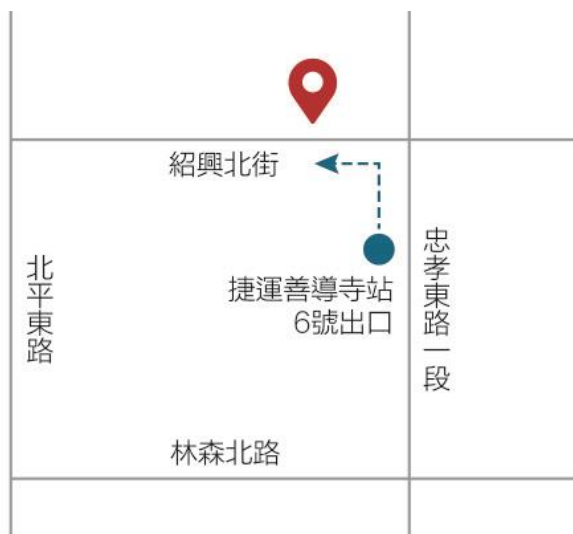 紹興北街
北平東路
忠孝東路一段
捷運善導寺站
6號出口
林森北路